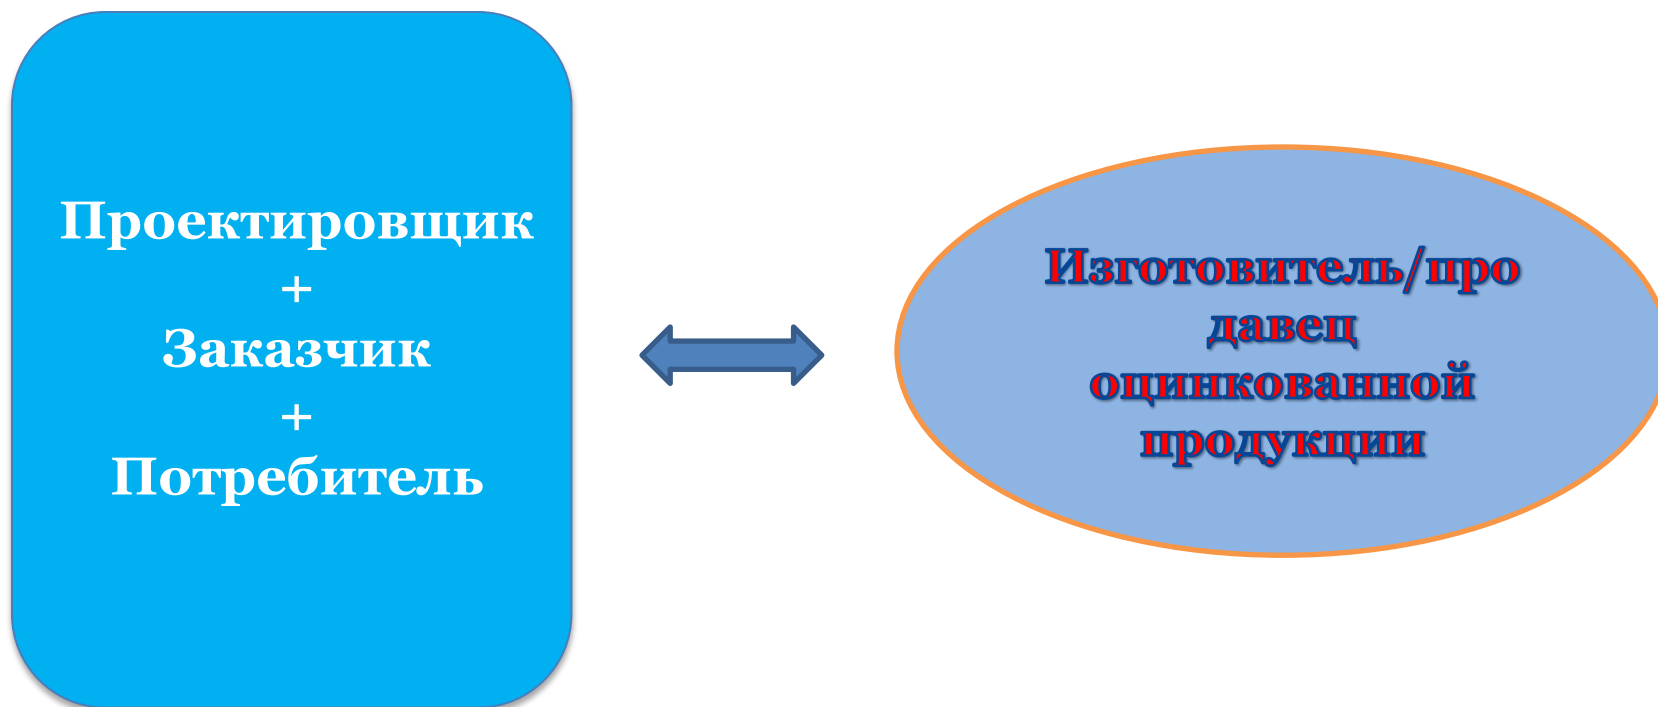 Проектировщик
+
Заказчик
+
Потребитель
Изготовитель/про
давец
оцинкованной
продукции